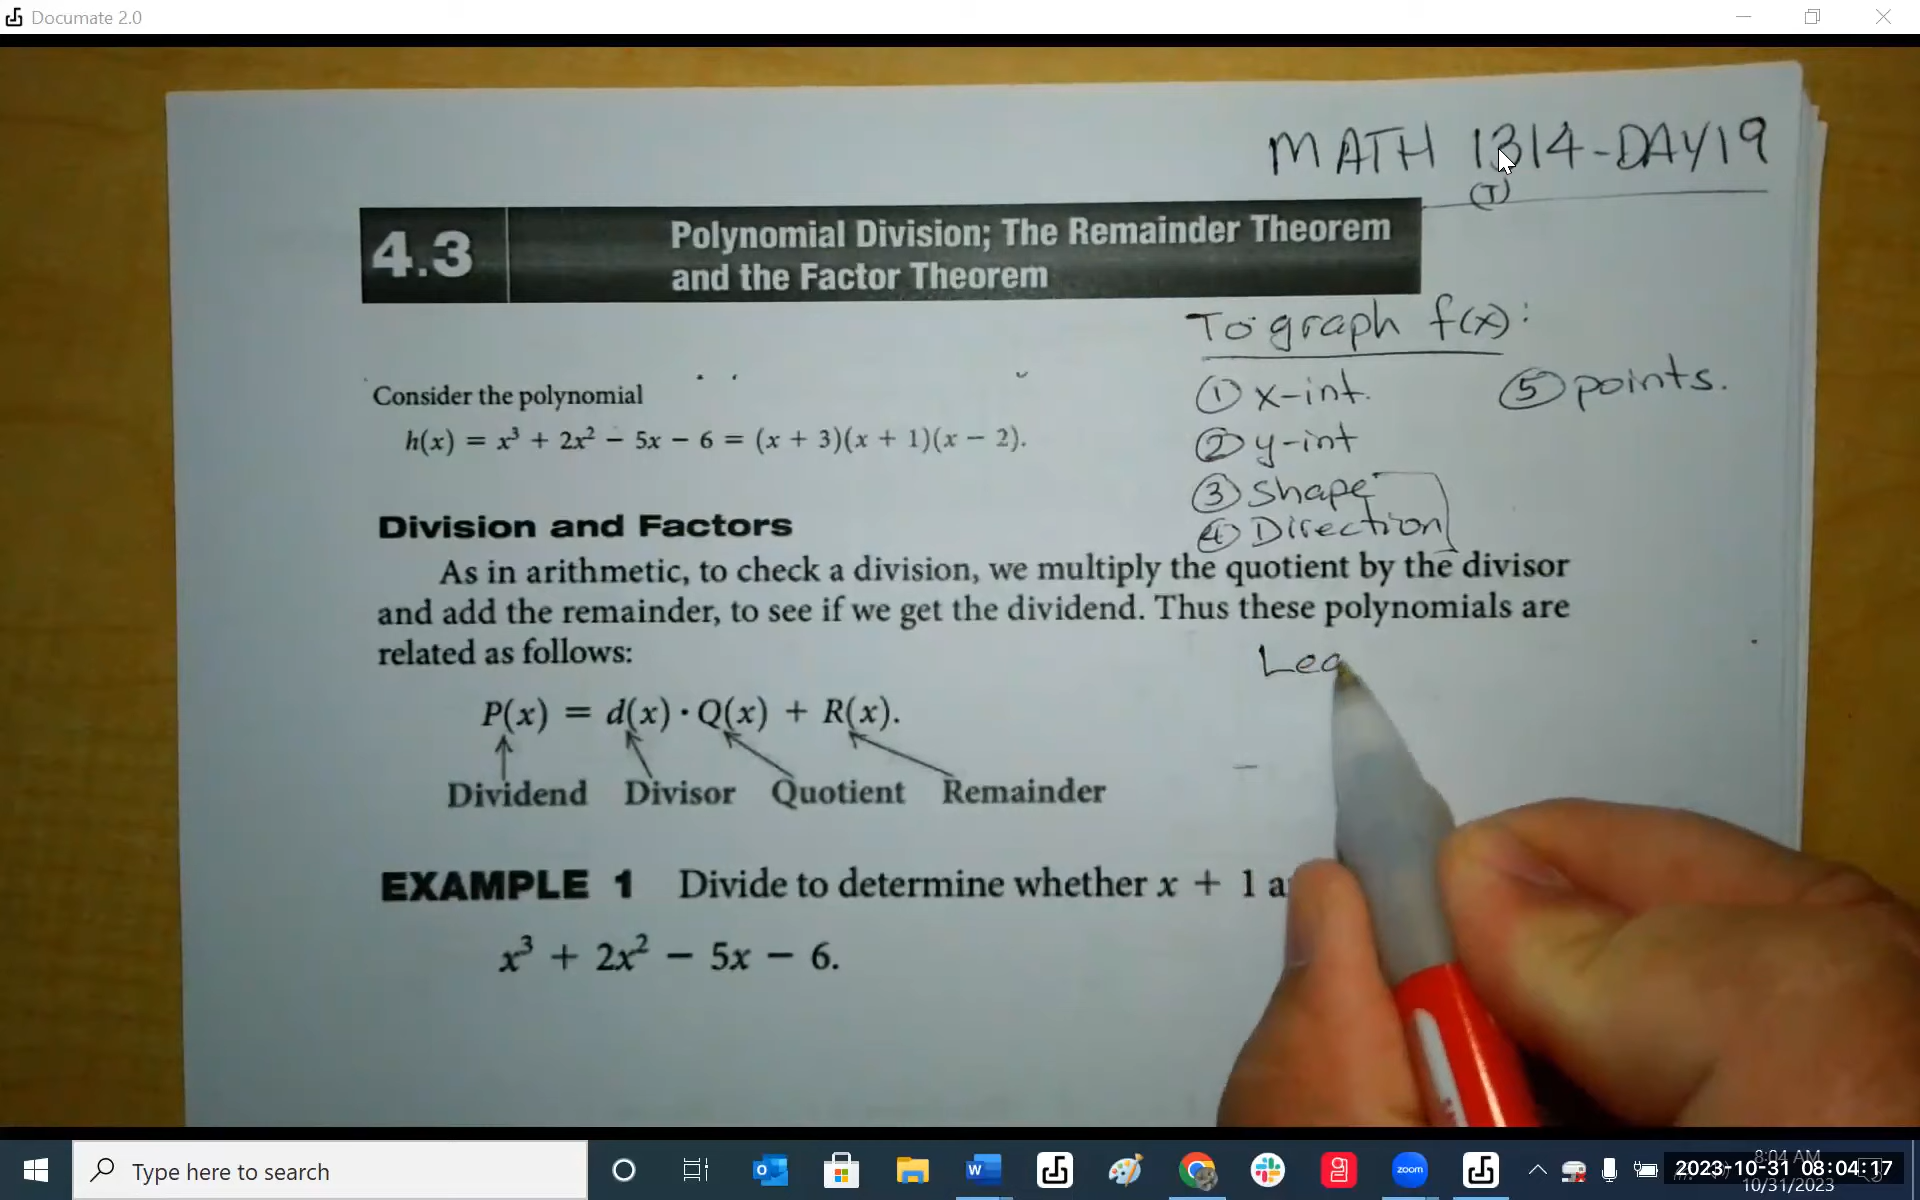 Documate 2.0
MATH 1314-DAY19
(T)
4.3
Polynomial Division; The Remainder Theorem
and the Factor Theorem
To graph f(x):
① x-int.
② y-int
③ Shape
④ Direction
⑤ points.
Consider the polynomial
h(x) = x³ + 2x² − 5x − 6 = (x + 3)(x + 1)(x − 2).
Division and Factors
As in arithmetic, to check a division, we multiply the quotient by the divisor
and add the remainder, to see if we get the dividend. Thus these polynomials are
related as follows:
Lea
P(x) = d(x) · Q(x) + R(x).
Dividend Divisor Quotient Remainder
EXAMPLE 1 Divide to determine whether x + 1 a
x³ + 2x² − 5x − 6.
Type here to search
zoom
8:04 AM
2023-10-31 08:04:17
10/31/2023